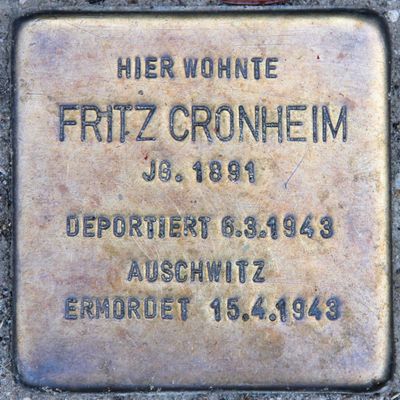 HIER WOHNTE
FRITZ CRONHEIM
JG. 1891
DEPORTIERT 6.3.1943
AUSCHWITZ
ERMORDET 15.4.1943